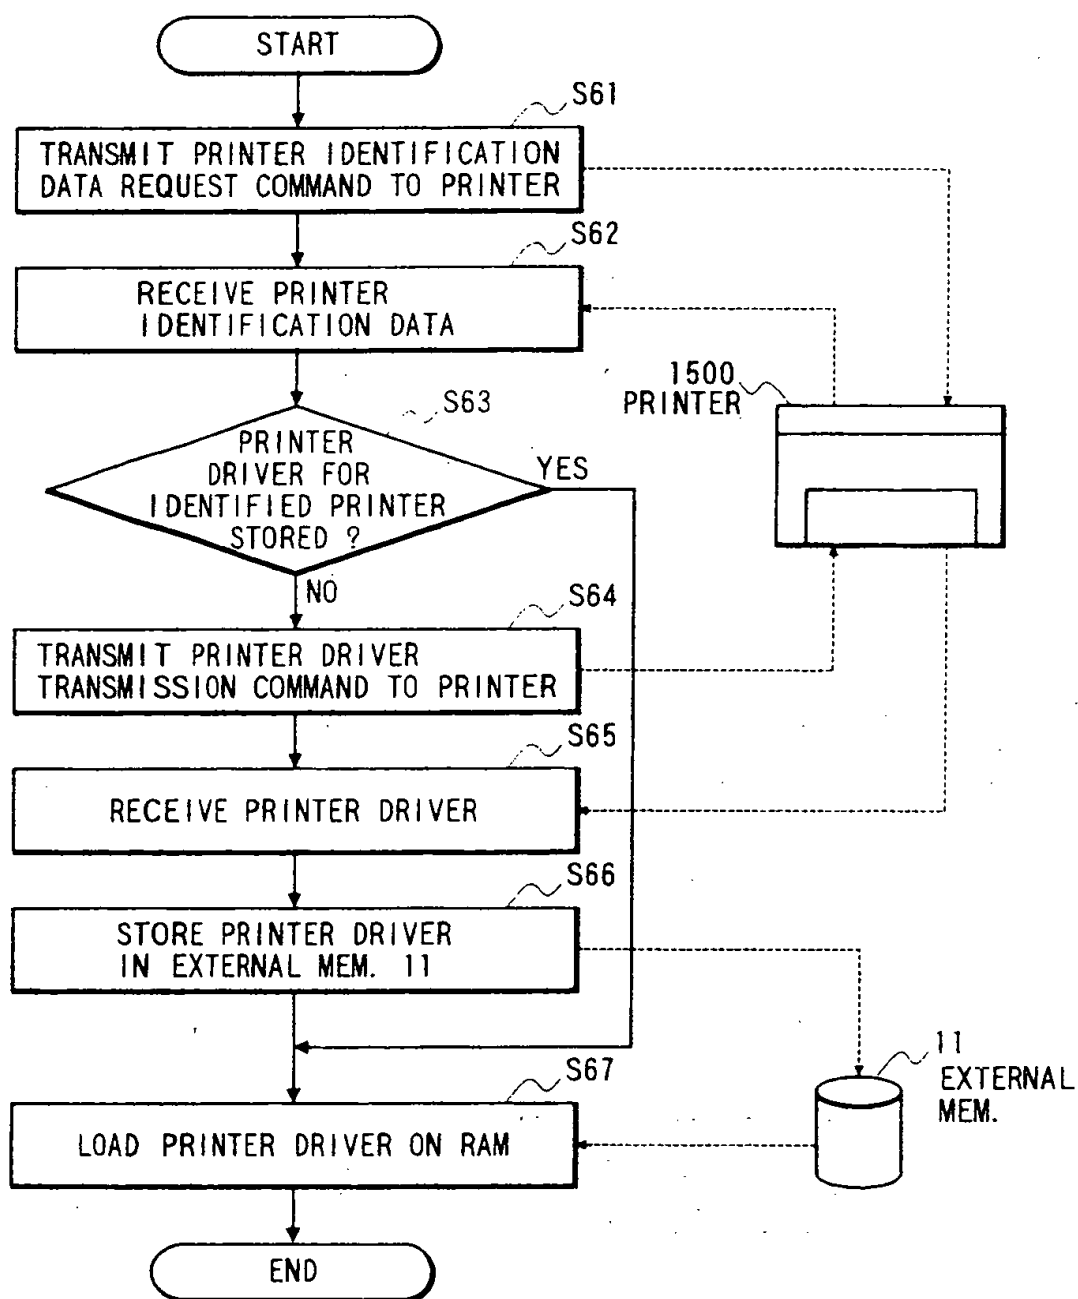 START
S61
TRANSMIT PRINTER IDENTIFICATION
DATA REQUEST COMMAND TO PRINTER
S62
RECEIVE PRINTER
IDENTIFICATION DATA
1500
PRINTER
S63
PRINTER
DRIVER FOR
IDENTIFIED PRINTER
STORED ?
YES
NO
S64
TRANSMIT PRINTER DRIVER
TRANSMISSION COMMAND TO PRINTER
S65
RECEIVE PRINTER DRIVER
S66
STORE PRINTER DRIVER
IN EXTERNAL MEM. 11
11
EXTERNAL
MEM.
S67
LOAD PRINTER DRIVER ON RAM
END